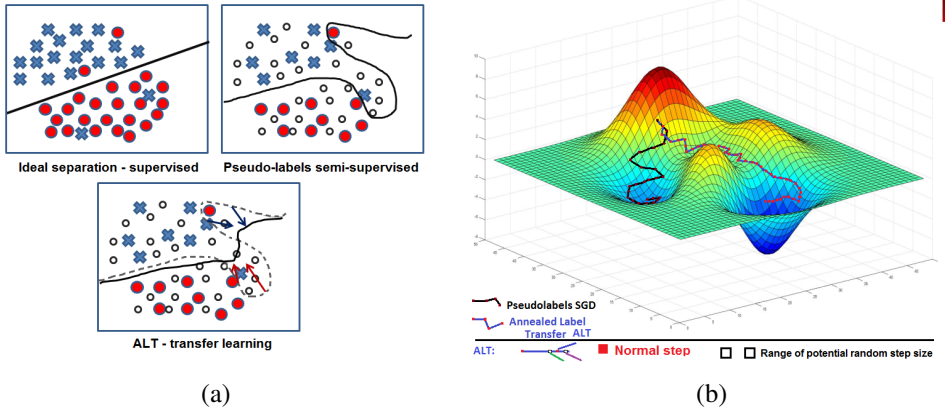 Ideal separation - supervised
Pseudo-labels semi-supervised
ALT - transfer learning
(a)
Pseudolabels SGD
Annealed Label
Transfer ALT
ALT:
Normal step
Range of potential random step size
(b)